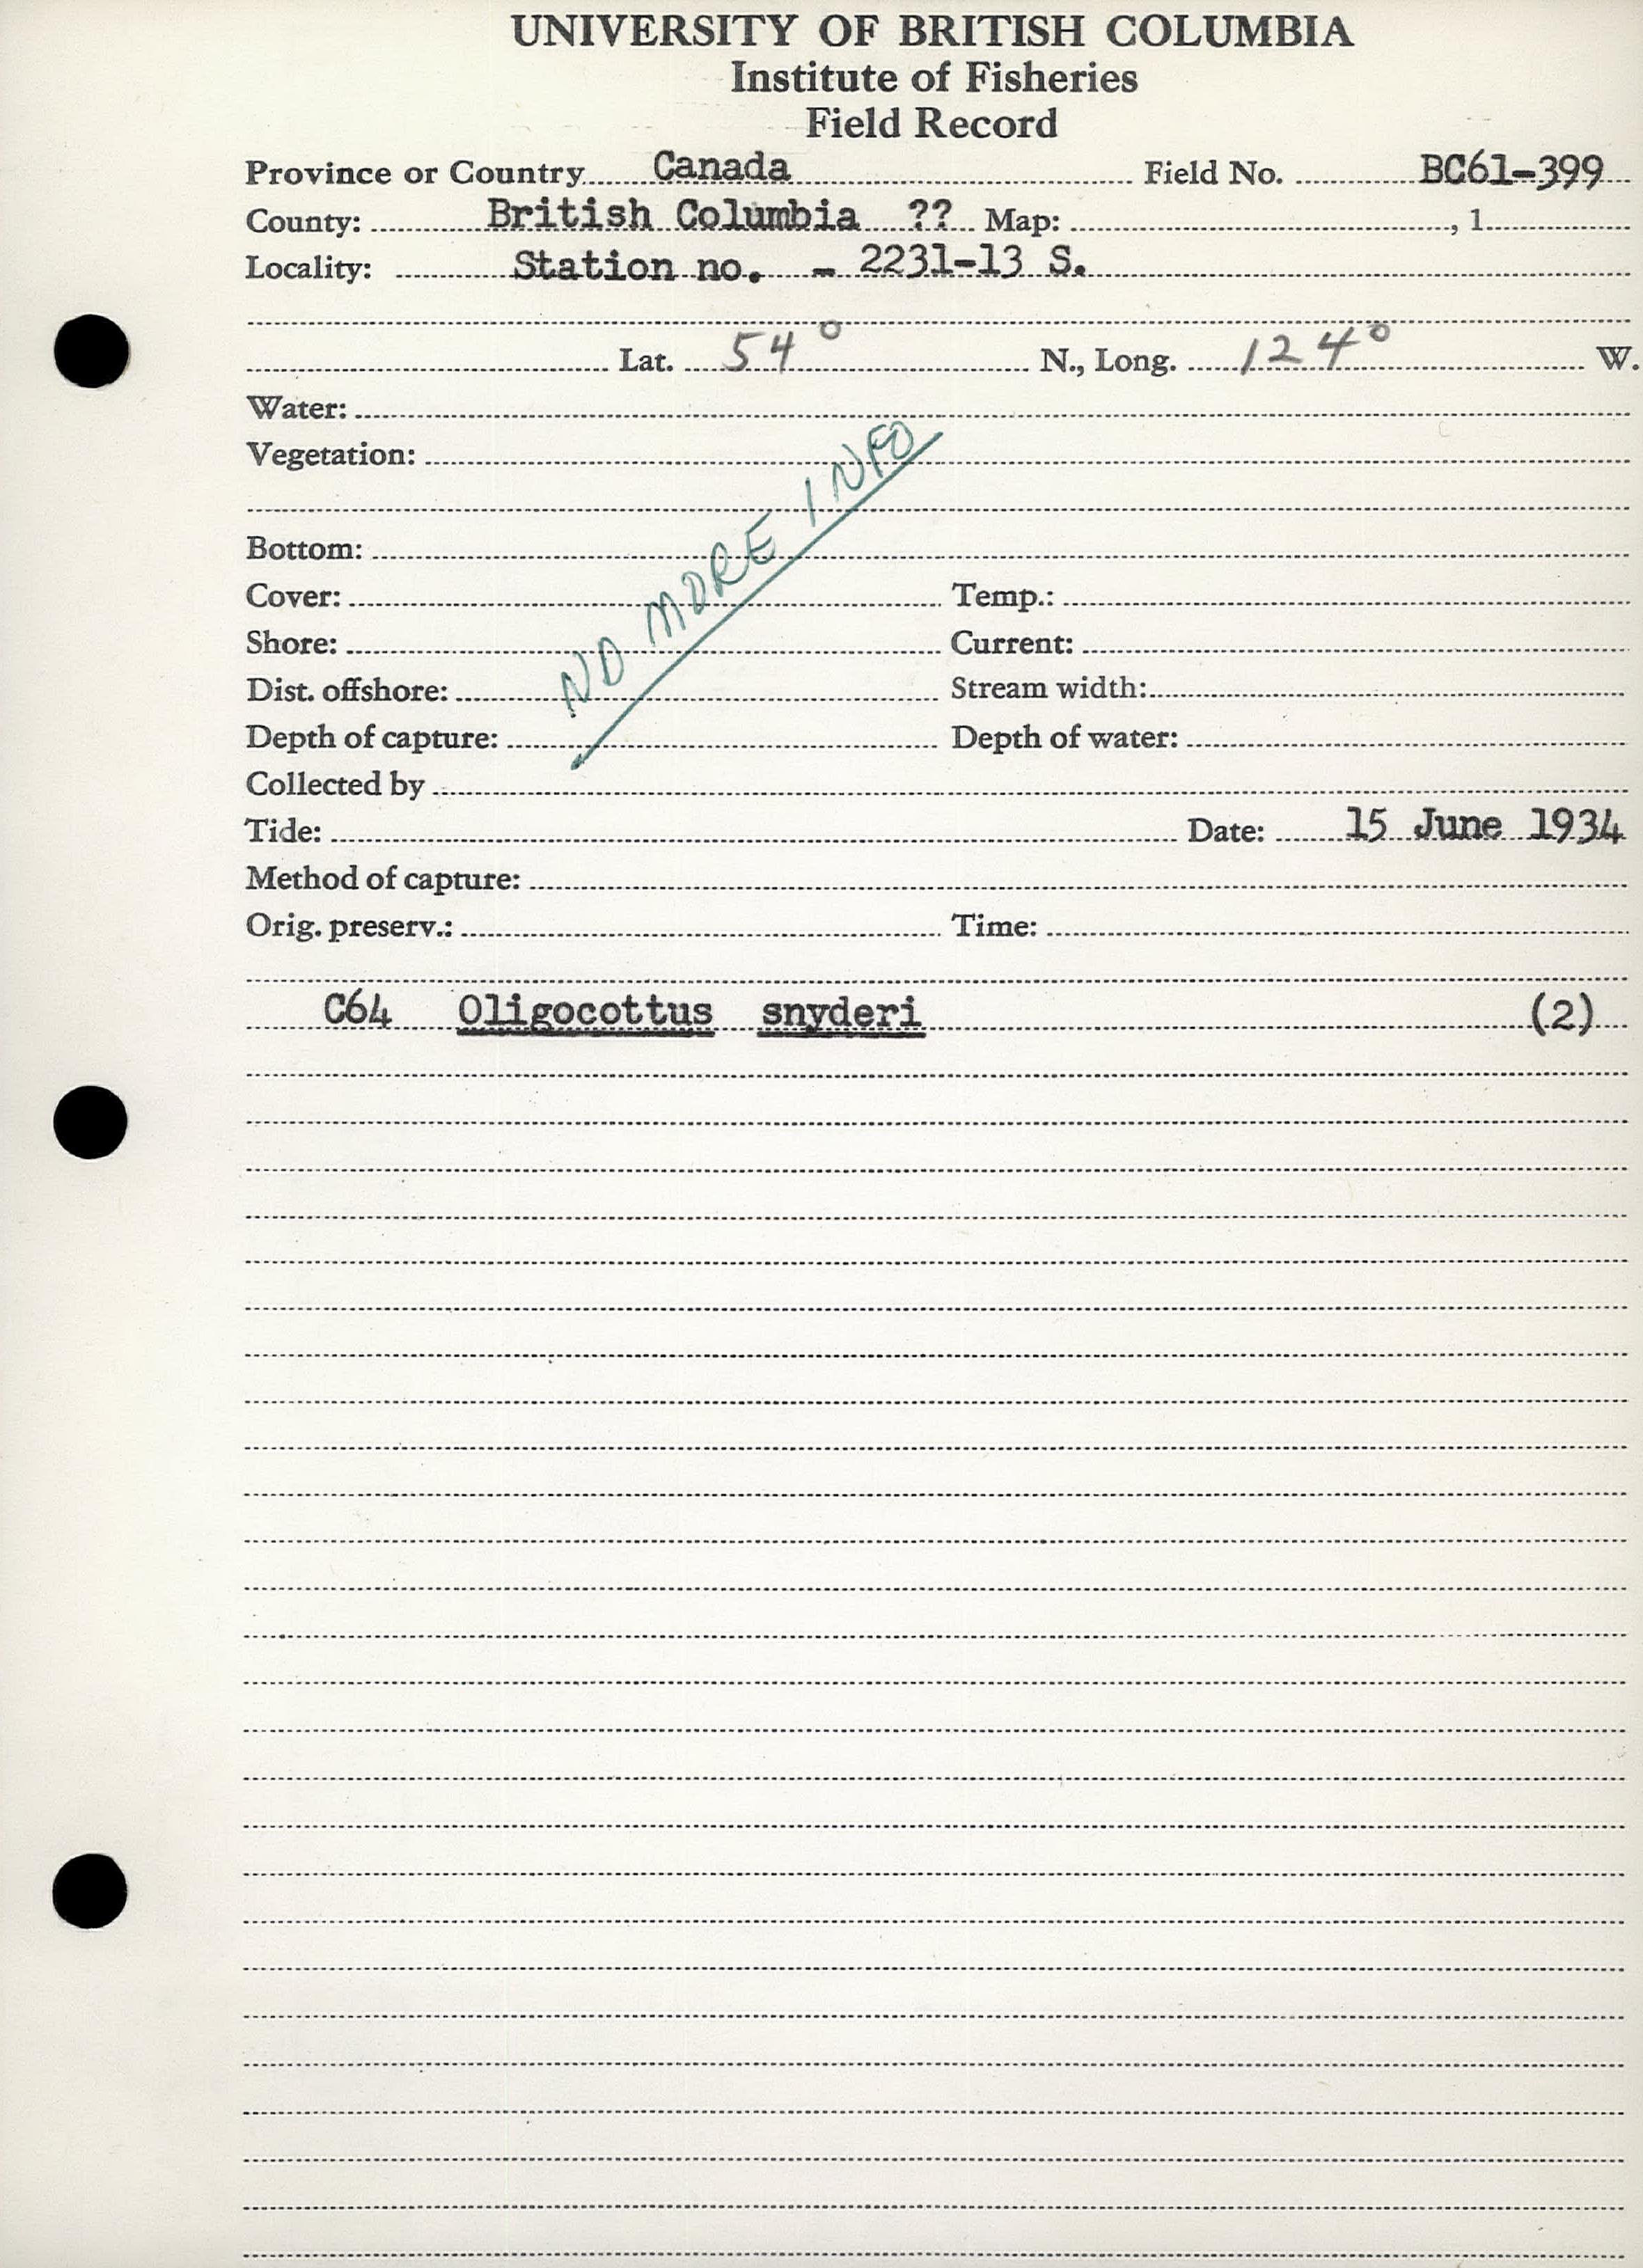 UNIVERSITY OF BRITISH COLUMBIA
Institute of Fisheries
Field Record
Province or Country Canada Field No. BC61-399
County: British Columbia ?? Map: , 1
Locality: Station no. - 2231-13 S.
Lat. 54° N., Long. 124° W.
Water:
Vegetation:
NO MORE INFO
Bottom:
Cover: Temp.:
Shore: Current:
Dist. offshore: Stream width:
Depth of capture: Depth of water:
Collected by
Tide: Date: 15 June 1934
Method of capture:
Orig. preserv.: Time:
C64 Oligocottus snyderi (2)